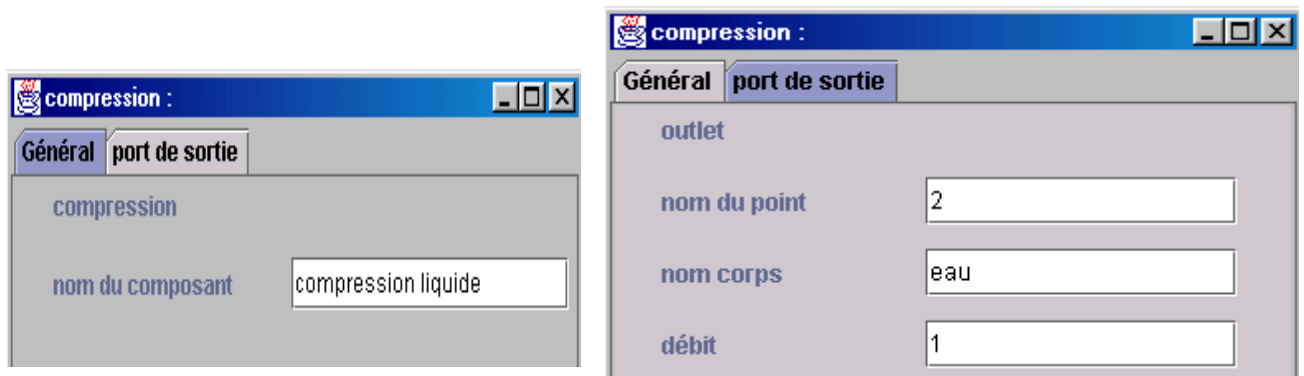 compression :
Général port de sortie
compression
nom du composant compression liquide
compression :
Général port de sortie
outlet
nom du point 2
nom corps eau
débit 1